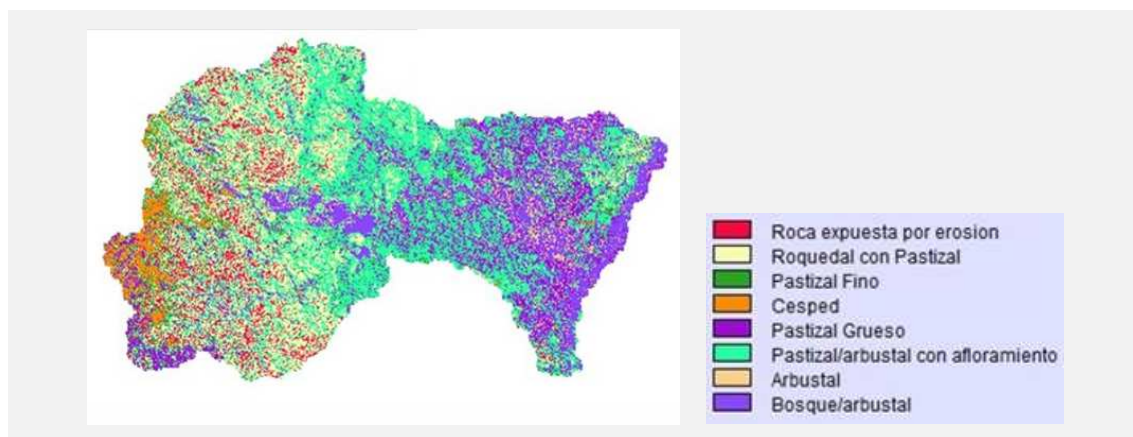 Roca expuesta por erosion
Roquedal con Pastizal
Pastizal Fino
Cesped
Pastizal Grueso
Pastizal/arbustal con afloramiento
Arbustal
Bosque/arbustal